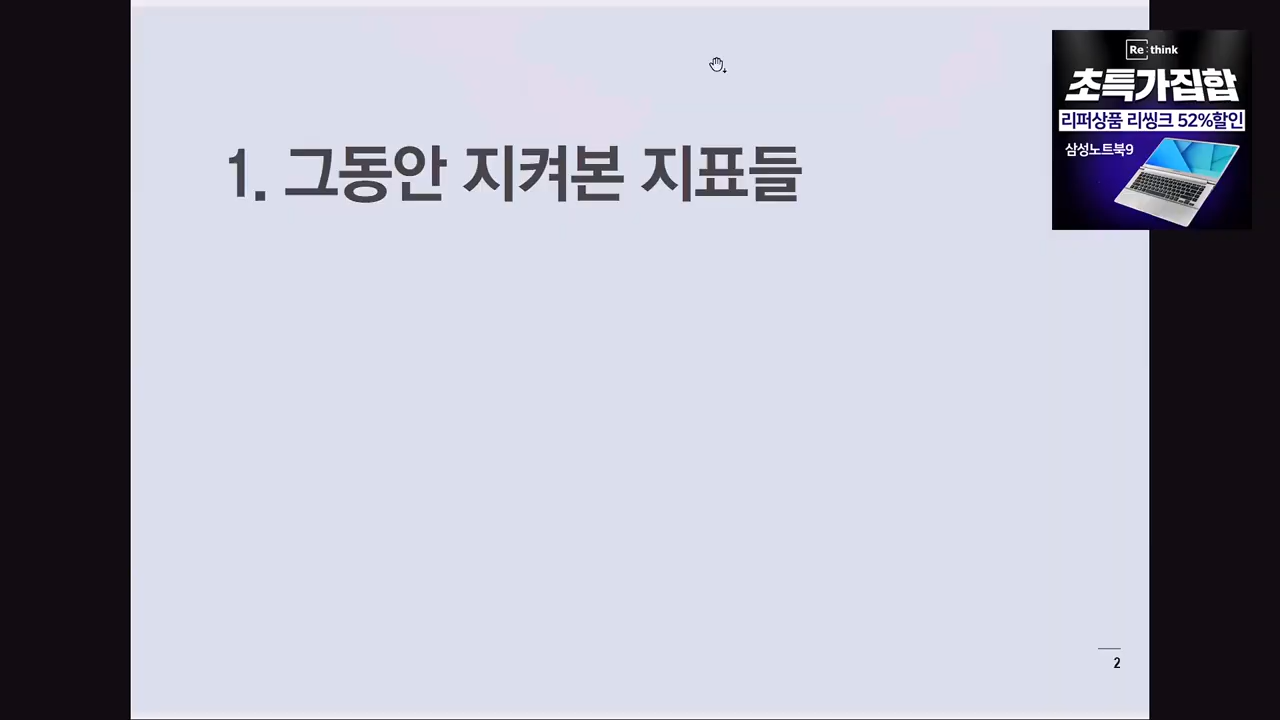 1. 그동안 지켜본 지표들
Re:think
초특가집합
리퍼상품 리씽크 52%할인
삼성노트북9
2